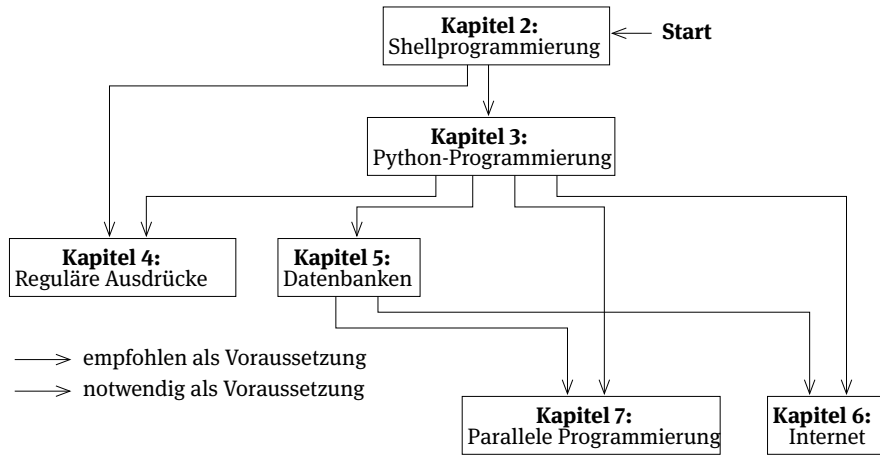 Kapitel 2:
Shellprogrammierung
Start
Kapitel 3:
Python-Programmierung
Kapitel 4:
Reguläre Ausdrücke
Kapitel 5:
Datenbanken
empfohlen als Voraussetzung
notwendig als Voraussetzung
Kapitel 7:
Parallele Programmierung
Kapitel 6:
Internet